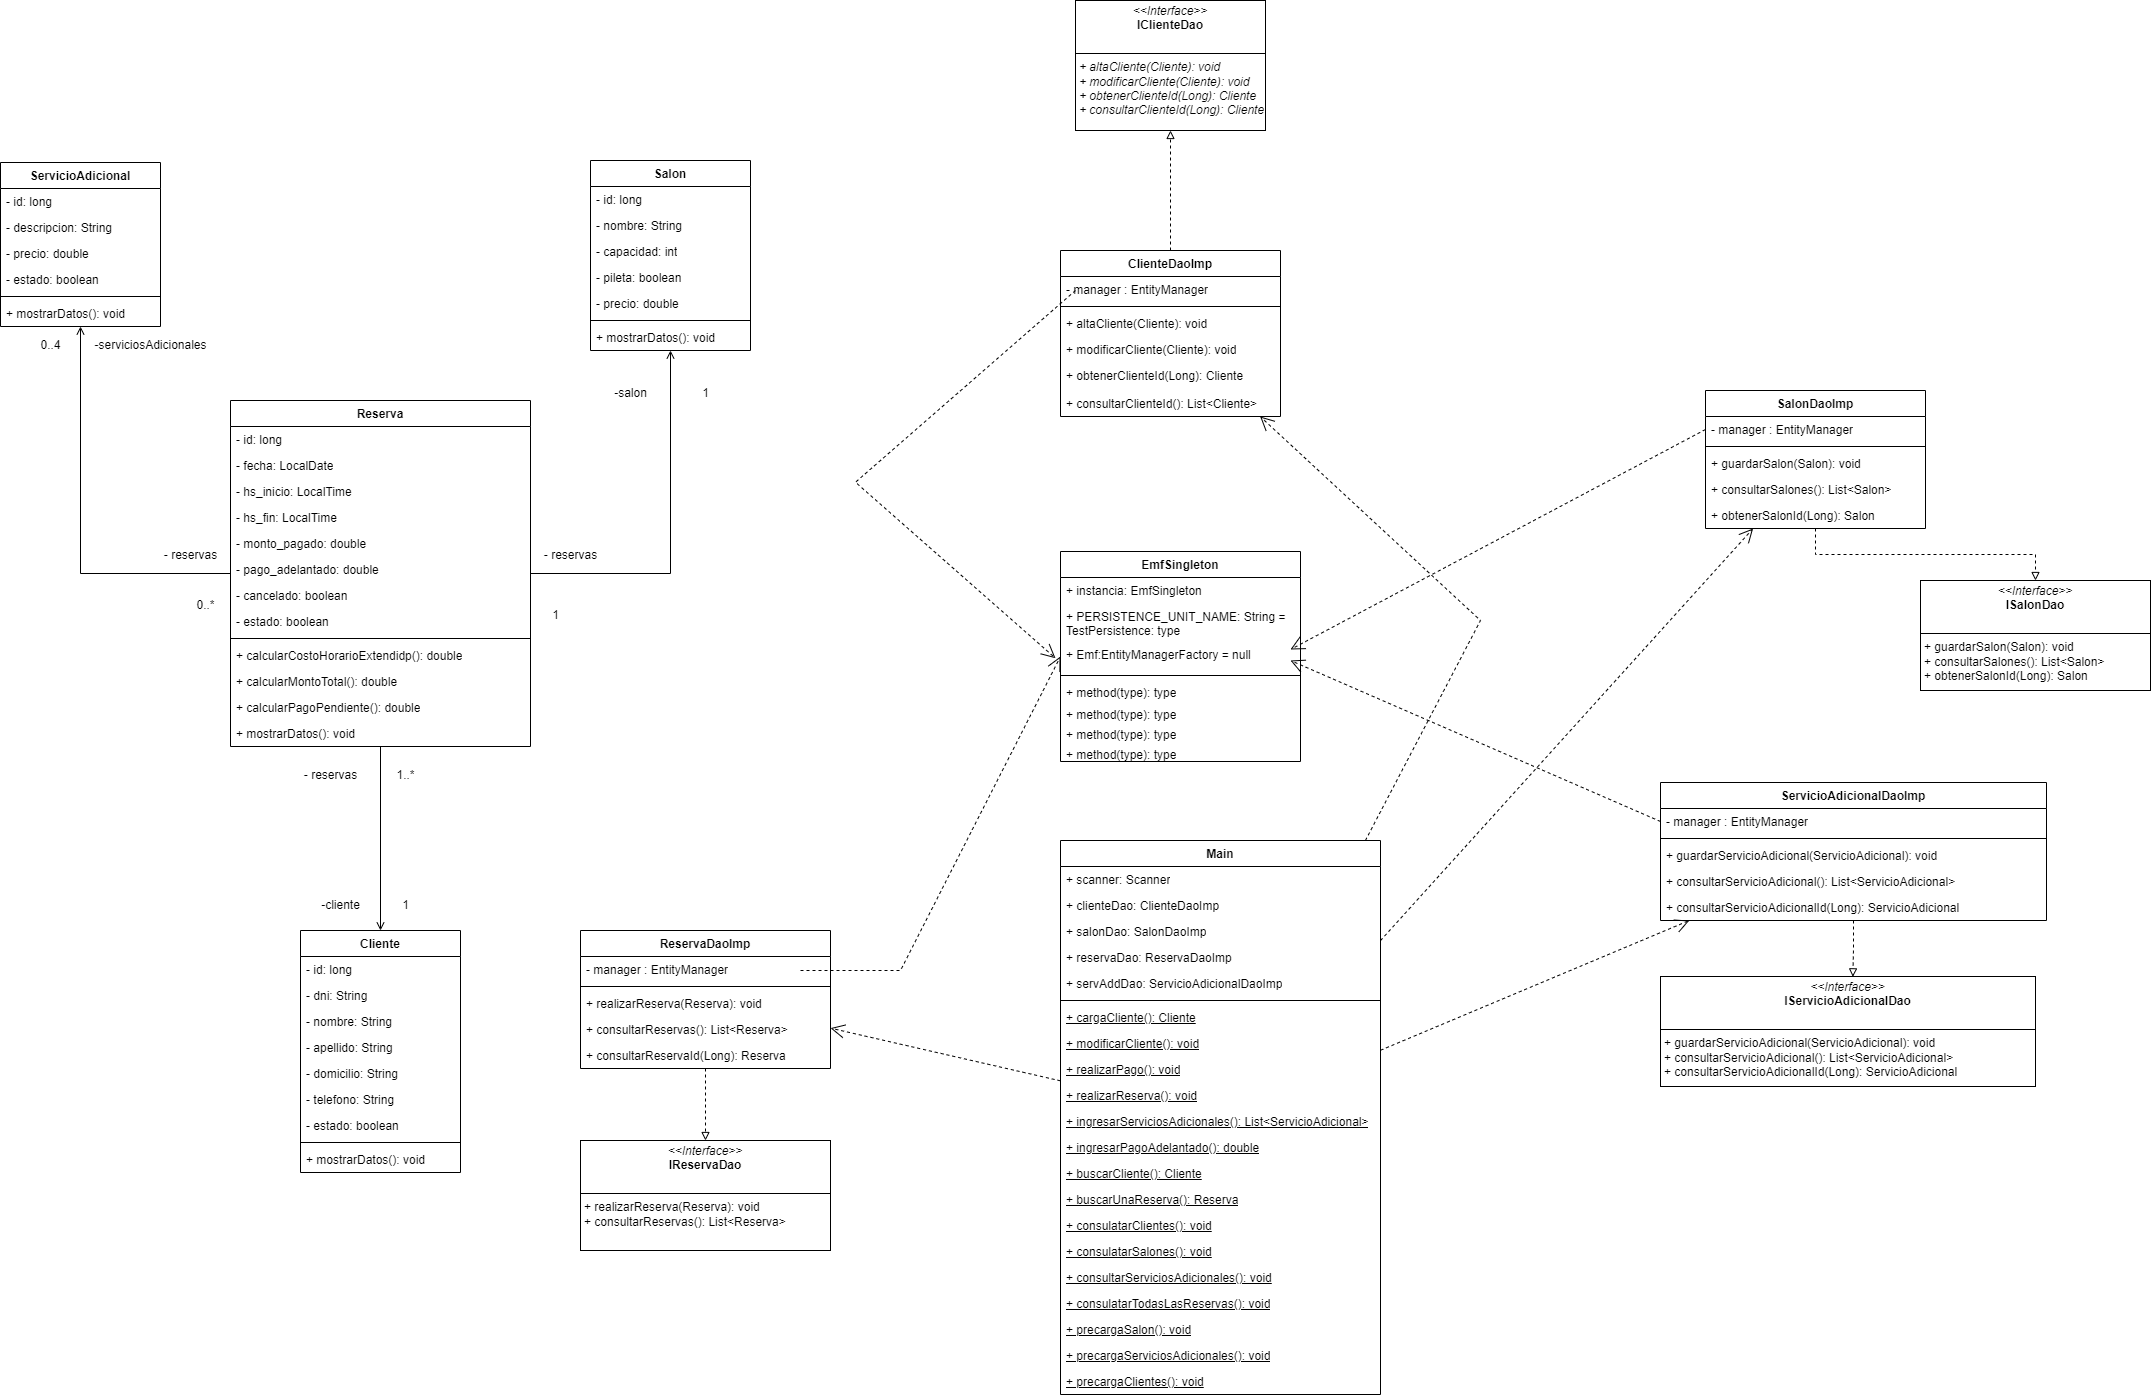 <<Interface>>
IClienteDao
+ altaCliente(Cliente): void
+ modificarCliente(Cliente): void
+ obtenerClienteId(Long): Cliente
+ consultarClienteId(Long): Cliente
ServicioAdicional
- id: long
- descripcion: String
- precio: double
- estado: boolean
+ mostrarDatos(): void
0..4
-serviciosAdicionales
Salon
- id: long
- nombre: String
- capacidad: int
- pileta: boolean
- precio: double
+ mostrarDatos(): void
-salon
1
Reserva
- id: long
- fecha: LocalDate
- hs_inicio: LocalTime
- hs_fin: LocalTime
- monto_pagado: double
- pago_adelantado: double
- cancelado: boolean
- estado: boolean
+ calcularCostoHorarioExtendidp(): double
+ calcularMontoTotal(): double
+ calcularPagoPendiente(): double
+ mostrarDatos(): void
- reservas
0..*
- reservas
1
- reservas
1..*
-cliente
1
Cliente
- id: long
- dni: String
- nombre: String
- apellido: String
- domicilio: String
- telefono: String
- estado: boolean
+ mostrarDatos(): void
ClienteDaoImp
- manager : EntityManager
+ altaCliente(Cliente): void
+ modificarCliente(Cliente): void
+ obtenerClienteId(Long): Cliente
+ consultarClienteId(): List<Cliente>
SalonDaoImp
- manager : EntityManager
+ guardarSalon(Salon): void
+ consultarSalones(): List<Salon>
+ obtenerSalonId(Long): Salon
<<Interface>>
ISalonDao
+ guardarSalon(Salon): void
+ consultarSalones(): List<Salon>
+ obtenerSalonId(Long): Salon
EmfSingleton
+ instancia: EmfSingleton
+ PERSISTENCE_UNIT_NAME: String =
TestPersistence: type
+ Emf:EntityManagerFactory = null
+ method(type): type
+ method(type): type
+ method(type): type
+ method(type): type
ServicioAdicionalDaoImp
- manager : EntityManager
+ guardarServicioAdicional(ServicioAdicional): void
+ consultarServicioAdicional(): List<ServicioAdicional>
+ consultarServicioAdicionalId(Long): ServicioAdicional
<<Interface>>
IServicioAdicionalDao
+ guardarServicioAdicional(ServicioAdicional): void
+ consultarServicioAdicional(): List<ServicioAdicional>
+ consultarServicioAdicionalId(Long): ServicioAdicional
ReservaDaoImp
- manager : EntityManager
+ realizarReserva(Reserva): void
+ consultarReservas(): List<Reserva>
+ consultarReservaId(Long): Reserva
<<Interface>>
IReservaDao
+ realizarReserva(Reserva): void
+ consultarReservas(): List<Reserva>
Main
+ scanner: Scanner
+ clienteDao: ClienteDaoImp
+ salonDao: SalonDaoImp
+ reservaDao: ReservaDaoImp
+ servAddDao: ServicioAdicionalDaoImp
+ cargaCliente(): Cliente
+ modificarCliente(): void
+ realizarPago(): void
+ realizarReserva(): void
+ ingresarServiciosAdicionales(): List<ServicioAdicional>
+ ingresarPagoAdelantado(): double
+ buscarCliente(): Cliente
+ buscarUnaReserva(): Reserva
+ consulatarClientes(): void
+ consulatarSalones(): void
+ consultarServiciosAdicionales(): void
+ consulatarTodasLasReservas(): void
+ precargaSalon(): void
+ precargaServiciosAdicionales(): void
+ precargaClientes(): void